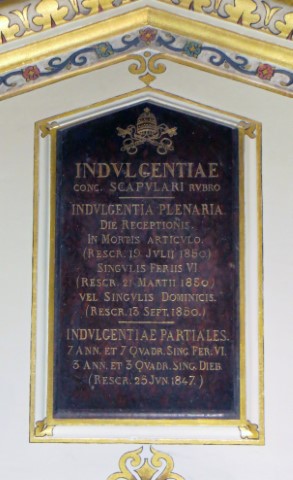 INDVLGENTIAE
CONC. SCAPVLARI RVBRO
INDVLGENTIA PLENARIA
DIE RECEPTIONIS.
IN MORTIS ARTICVLO.
(RESCR. 19 JVLII 1850)
SINGVLIS FERIIS VI
(RESCR. 21 MARTII 1850)
VEL SINGVLIS DOMINICIS.
(RESCR. 13 SEPT. 1850.)
INDVLGENTIAE PARTIALES.
7 ANN. ET 7 QVADR. SING. FER. VI.
3 ANN. ET 3 QVADR. SING. DIEB
(RESCR. 25 JVN. 1847.)